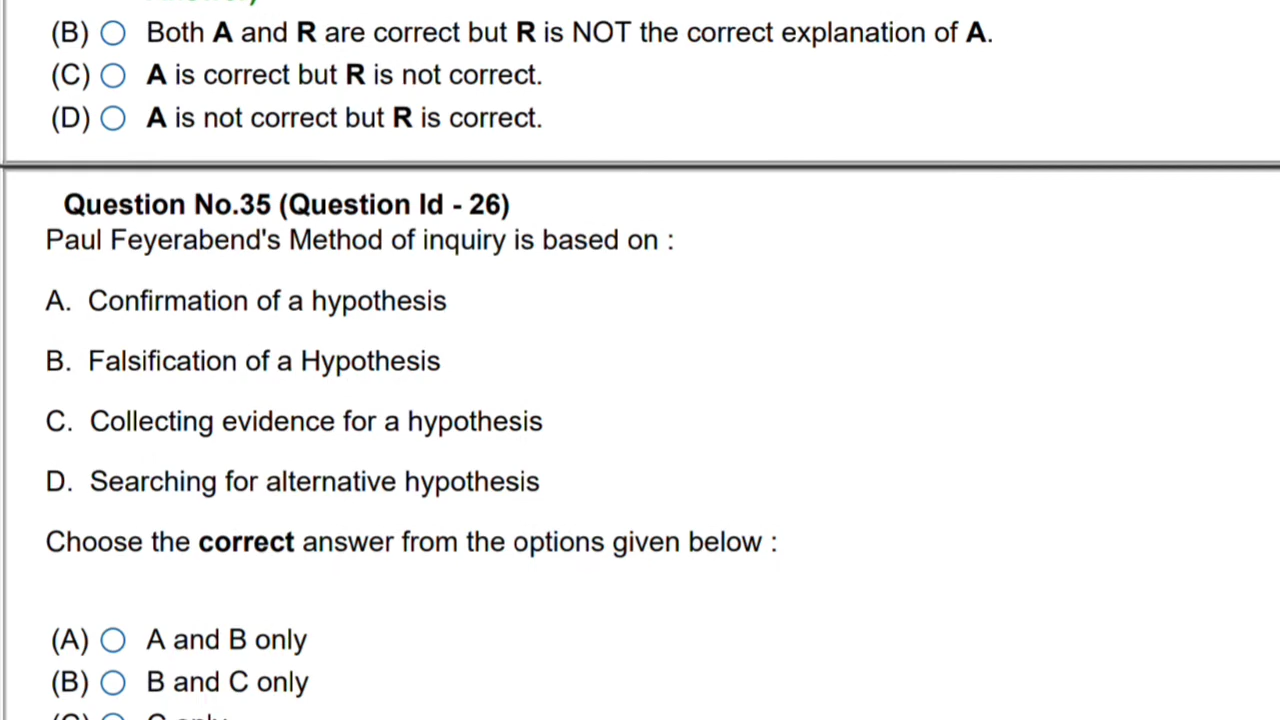 (B) Both A and R are correct but R is NOT the correct explanation of A.
(C) A is correct but R is not correct.
(D) A is not correct but R is correct.
Question No.35 (Question Id - 26)
Paul Feyerabend's Method of inquiry is based on :
A. Confirmation of a hypothesis
B. Falsification of a Hypothesis
C. Collecting evidence for a hypothesis
D. Searching for alternative hypothesis
Choose the correct answer from the options given below :
(A) A and B only
(B) B and C only